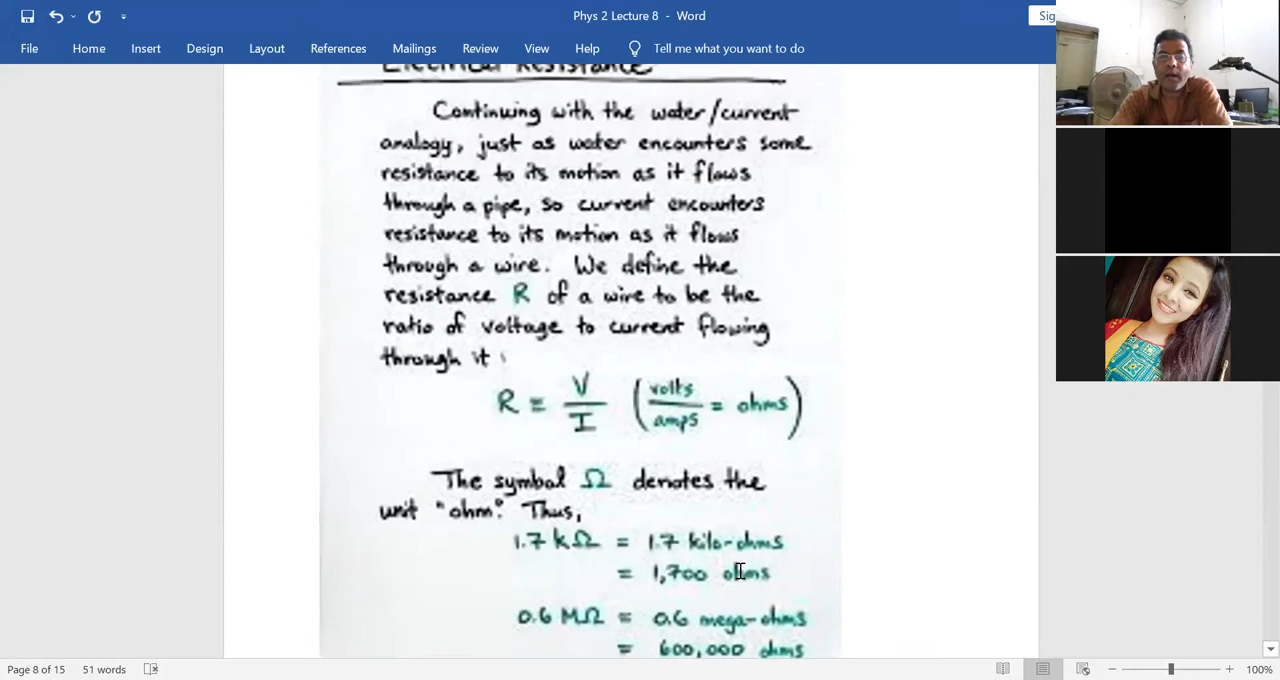 Phys 2 Lecture 8 - Word
Sig
File Home Insert Design Layout References Mailings Review View Help Tell me what you want to do
Electrical Resistance
Continuing with the water/current
analogy, just as water encounters some
resistance to its motion as it flows
through a pipe, so current encounters
resistance to its motion as it flows
through a wire. We define the
resistance R of a wire to be the
ratio of voltage to current flowing
through it :
R ≡ V/I (volts/amps = ohms)
The symbol Ω denotes the
unit "ohm". Thus,
1.7 kΩ = 1.7 kilo-ohms
= 1,700 ohms
0.6 MΩ = 0.6 mega-ohms
= 600,000 ohms
Page 8 of 15 51 words 100%